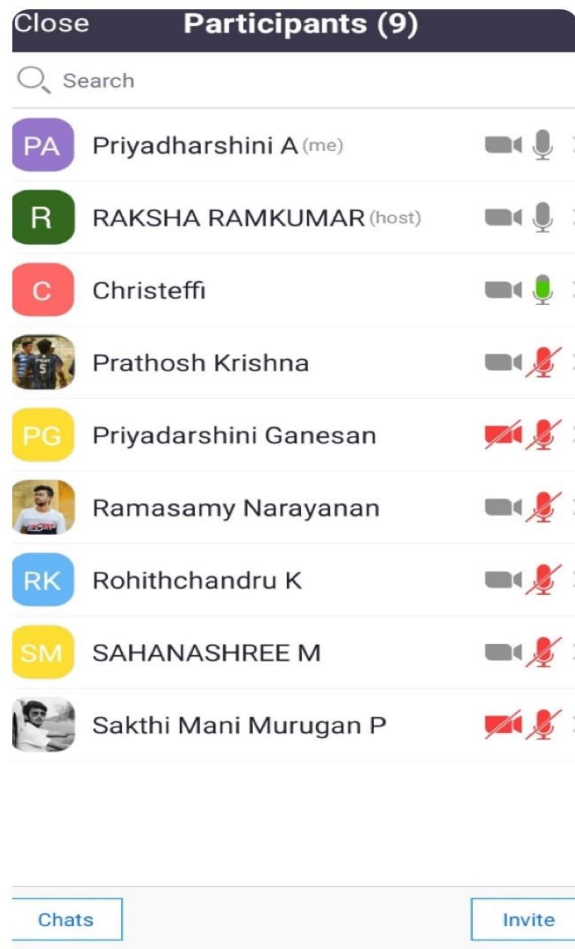 Close Participants (9)
Search
PA Priyadharshini A (me)
R RAKSHA RAMKUMAR (host)
C Christeffi
Prathosh Krishna
PG Priyadarshini Ganesan
Ramasamy Narayanan
RK Rohithchandru K
SM SAHANASHREE M
Sakthi Mani Murugan P
Chats Invite